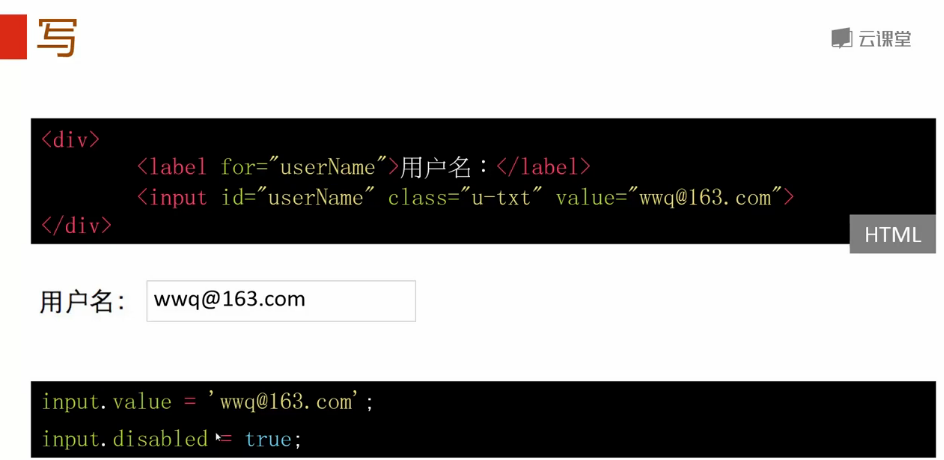 写
云课堂
<div>
<label for="userName">用户名：</label>
<input id="userName" class="u-txt" value="wwq@163.com">
</div>
HTML
用户名： wwq@163.com
input.value = 'wwq@163.com';
input.disabled = true;